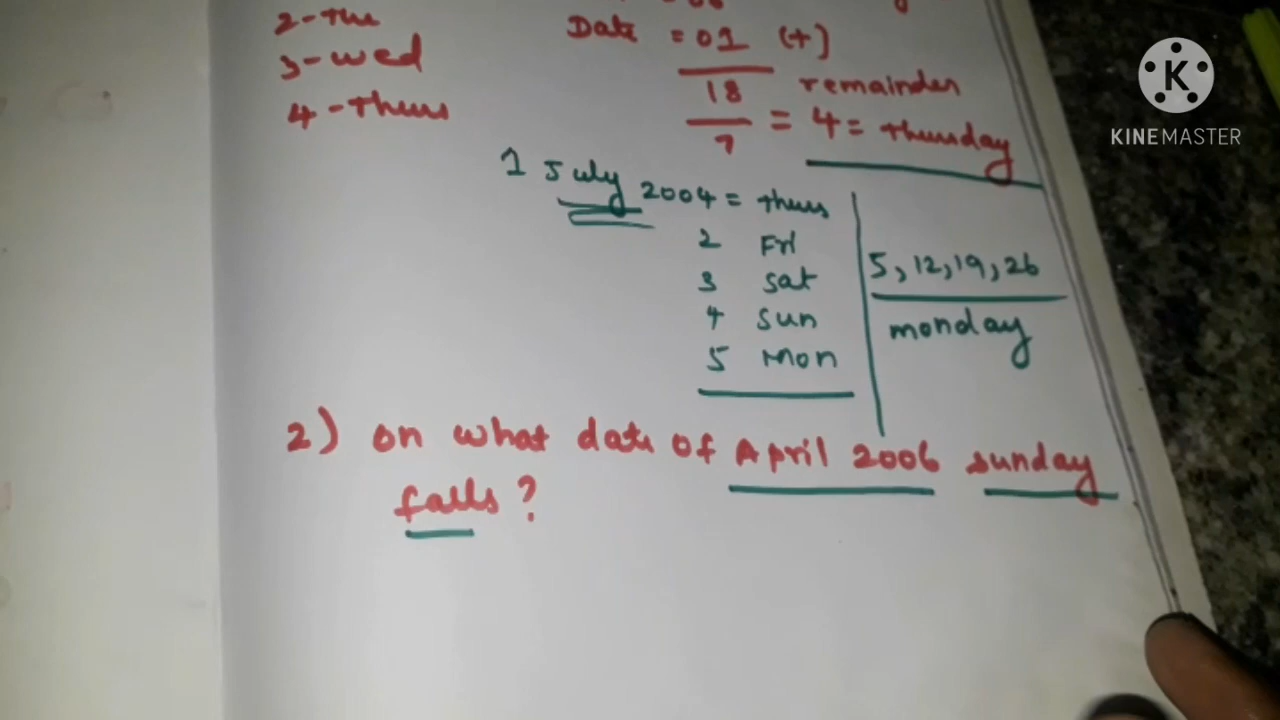 2-Tue
Date = 01 (+)
3-wed
18 remainder
4-Thurs
7 = 4 = thursday
1 July 2004 = thurs
2 Fri
3 sat
4 sun
5 mon
5, 12, 19, 26
monday
2) on what date of April 2006 sunday
falls?
K
KINEMASTER